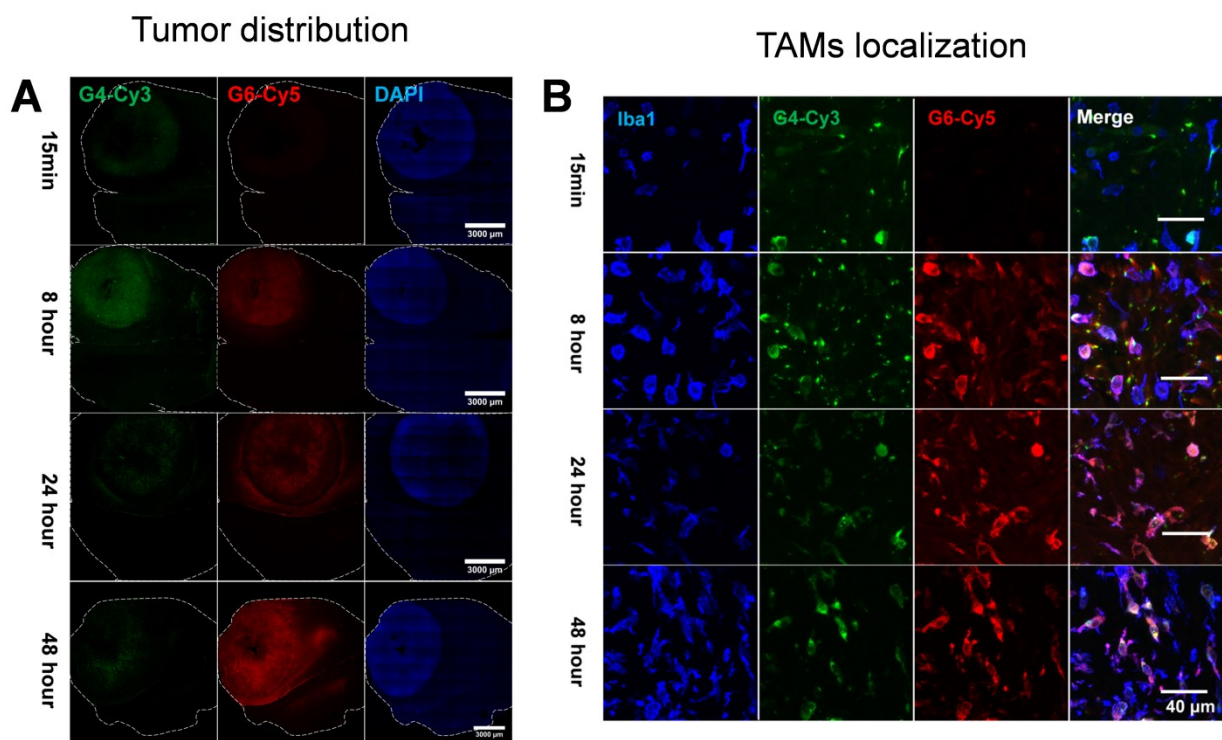 Tumor distribution
TAMs localization
A
G4-Cy3
G6-Cy5
DAPI
15min
3000 µm
8 hour
3000 µm
24 hour
3000 µm
48 hour
3000 µm
B
Iba1
G4-Cy3
G6-Cy5
Merge
15min
8 hour
24 hour
48 hour
40 µm